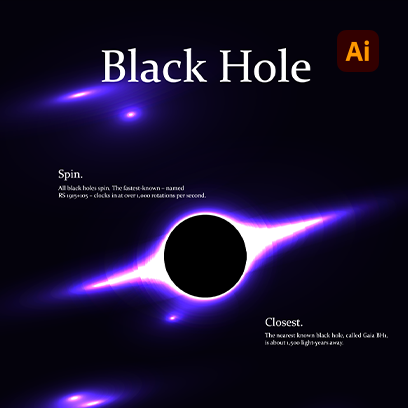 Black Hole
Ai
Spin.
All black holes spin. The fastest-known – named
RS 1915+105 – clocks in at over 1,000 rotations per second.
Closest.
The nearest known black hole, called Gaia BH1,
is about 1,500 light-years away.